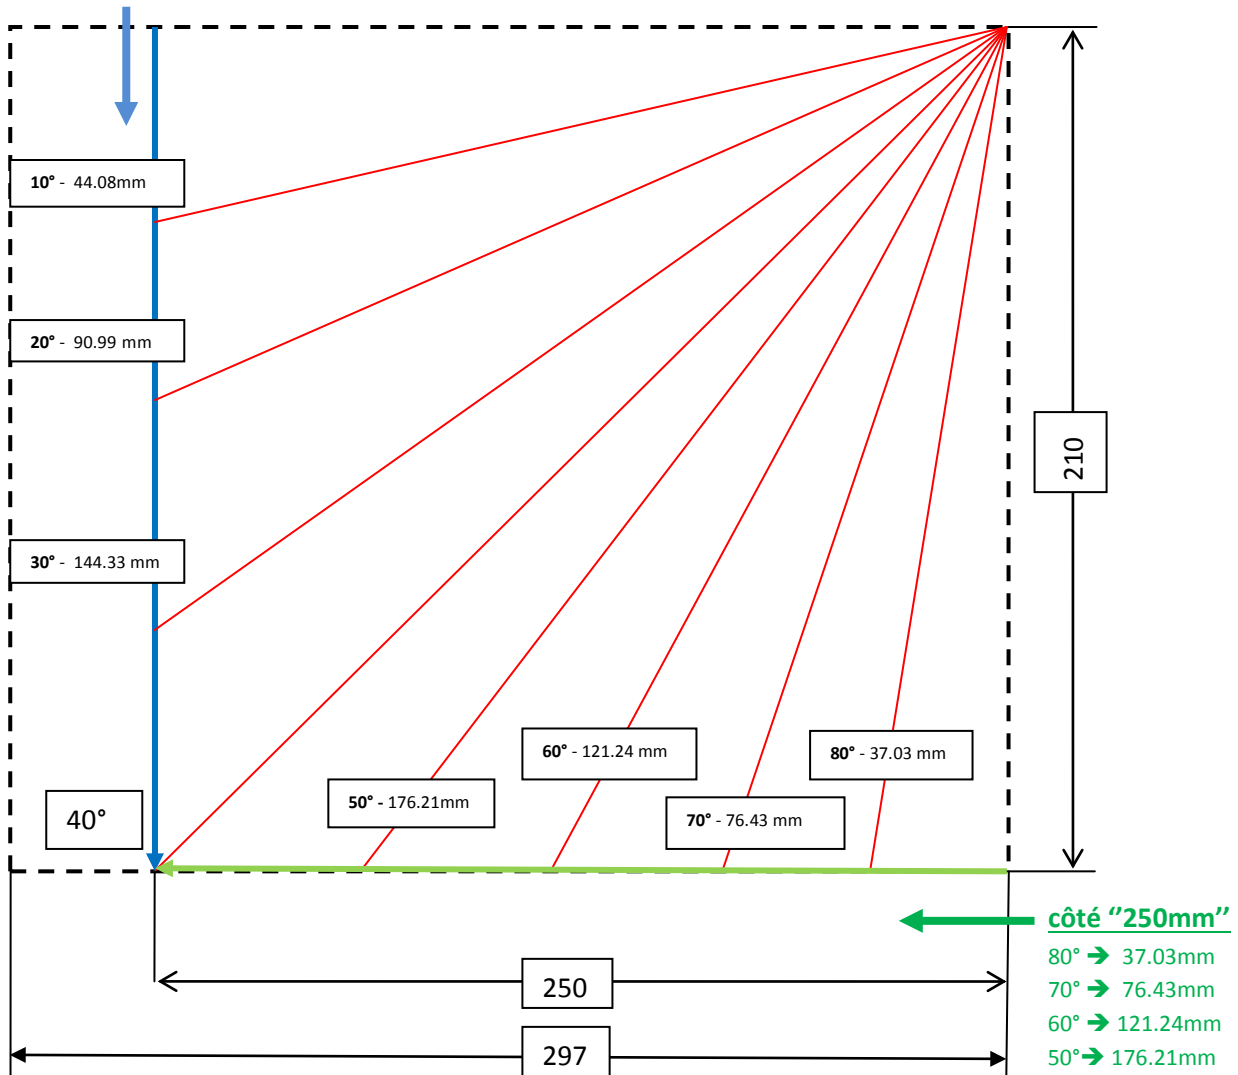 10° - 44.08mm
20° - 90.99 mm
30° - 144.33 mm
210
60° - 121.24 mm
80° - 37.03 mm
50° - 176.21mm
70° - 76.43 mm
40°
côté ‘’250mm’’
80° ➔ 37.03mm
70° ➔ 76.43mm
60° ➔ 121.24mm
50°➔ 176.21mm
250
297